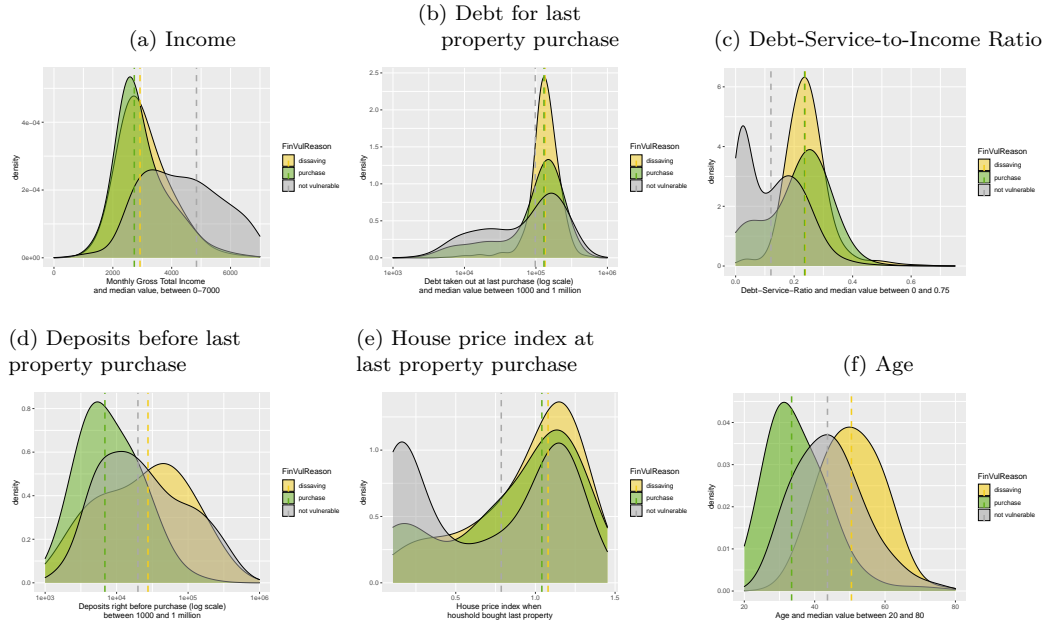 (a) Income
4e−04
2e−04
0e+00
density
0
2000
4000
6000
Monthly Gross Total Income
and median value, between 0−7000
FinVulReason
dissaving
purchase
not vulnerable
(b) Debt for last
property purchase
2.5
2.0
1.5
1.0
0.5
0.0
density
1e+03
1e+04
1e+05
1e+06
Debt taken out at last purchase (log scale)
and median value between 1000 and 1 million
FinVulReason
dissaving
purchase
not vulnerable
(c) Debt-Service-to-Income Ratio
6
4
2
0
density
0.0
0.2
0.4
0.6
Debt−Service−Ratio and median value between 0 and 0.75
FinVulReason
dissaving
purchase
not vulnerable
(d) Deposits before last
property purchase
0.8
0.6
0.4
0.2
0.0
density
1e+03
1e+04
1e+05
1e+06
Deposits right before purchase (log scale)
between 1000 and 1 million
FinVulReason
dissaving
purchase
not vulnerable
(e) House price index at
last property purchase
1.0
0.5
0.0
density
0.5
1.0
1.5
House price index when
houshold bought last property
FinVulReason
dissaving
purchase
not vulnerable
(f) Age
0.04
0.03
0.02
0.01
0.00
density
20
40
60
80
Age and median value between 20 and 80
FinVulReason
dissaving
purchase
not vulnerable